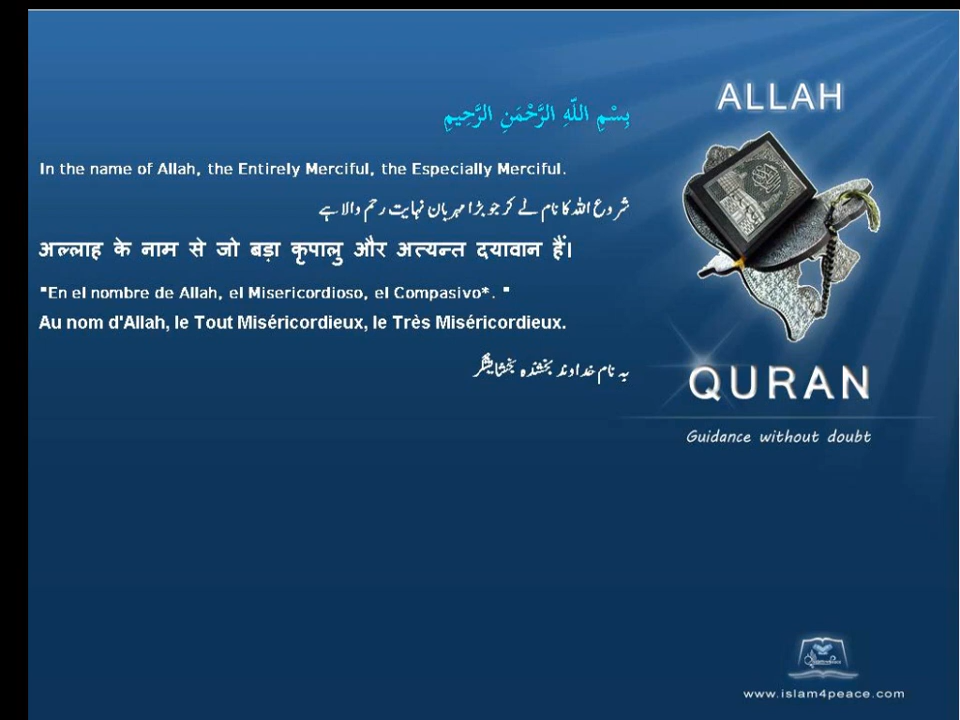 بِسْمِ اللَّهِ الرَّحْمَنِ الرَّحِيمِ
In the name of Allah, the Entirely Merciful, the Especially Merciful.
شروع الله کا نام لے کر جو بڑا مہربان نہایت رحم والا ہے
अल्लाह के नाम से जो बड़ा कृपालु और अत्यन्त दयावान हैं।
"En el nombre de Allah, el Misericordioso, el Compasivo*. "
Au nom d'Allah, le Tout Miséricordieux, le Très Miséricordieux.
به نام خداوند بخشنده بخشایشگر
ALLAH
QURAN
Guidance without doubt
www.islam4peace.com